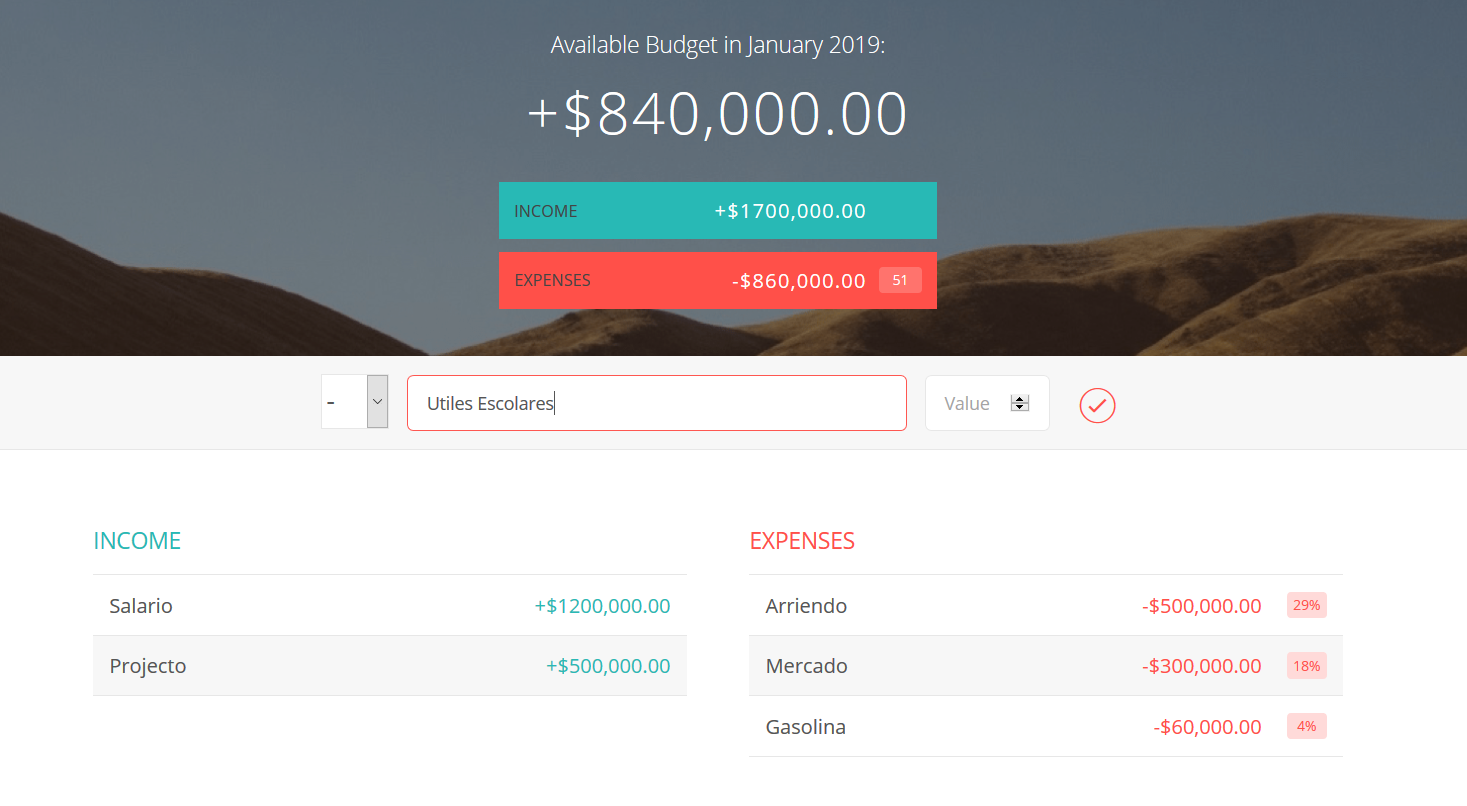 Available Budget in January 2019:
+$840,000.00
INCOME +$1700,000.00
EXPENSES -$860,000.00 51
- Utiles Escolares Value
INCOME
Salario +$1200,000.00
Projecto +$500,000.00
EXPENSES
Arriendo -$500,000.00 29%
Mercado -$300,000.00 18%
Gasolina -$60,000.00 4%